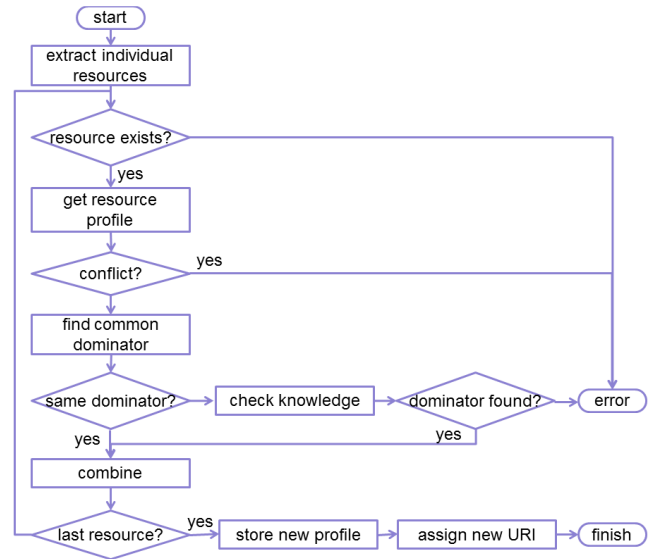 start
extract individual
resources
resource exists?
yes
get resource
profile
yes
conflict?
find common
dominator
same dominator?
check knowledge
dominator found?
error
yes
yes
combine
yes
last resource?
store new profile
assign new URI
finish